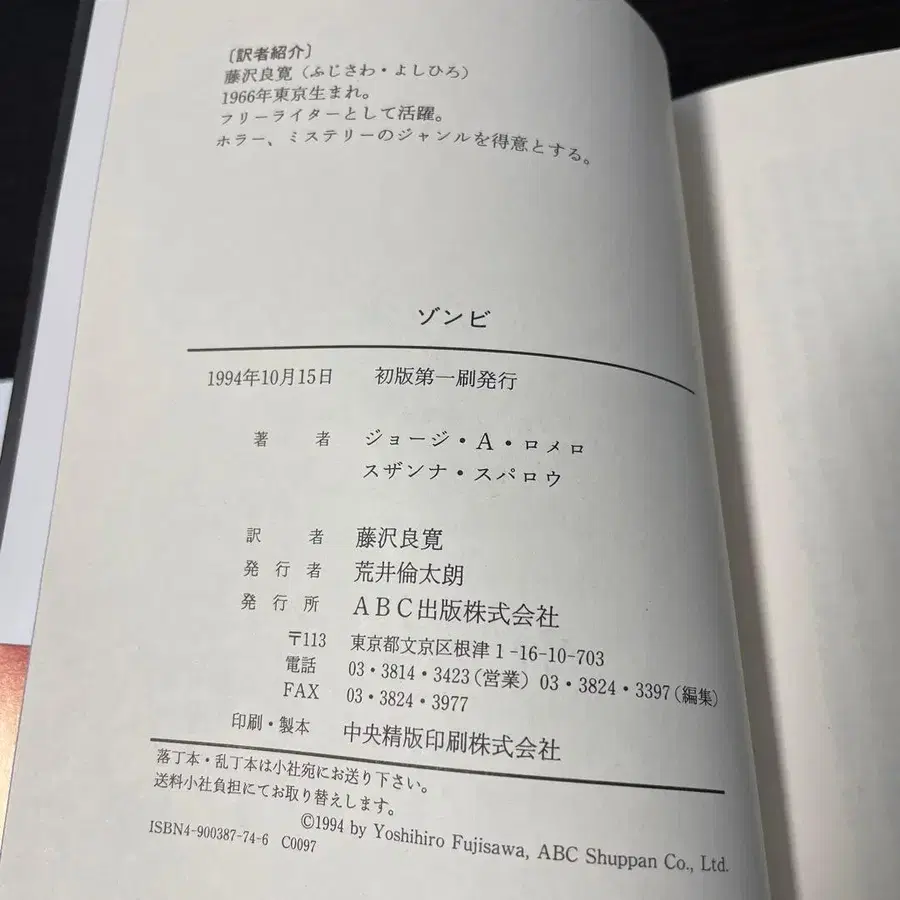 〔訳者紹介〕
藤沢良寛（ふじさわ・よしひろ）
1966年東京生まれ。
フリーライターとして活躍。
ホラー、ミステリーのジャンルを得意とする。
ゾンビ
1994年10月15日 初版第一刷発行
著者 ジョージ・A・ロメロ
スザンナ・スパロウ
訳者 藤沢良寛
発行者 荒井倫太朗
発行所 ABC出版株式会社
〒113 東京都文京区根津1-16-10-703
電話 03・3814・3423(営業) 03・3824・3397(編集)
FAX 03・3824・3977
印刷・製本 中央精版印刷株式会社
落丁本・乱丁本は小社宛にお送り下さい。
送料小社負担にてお取り替えします。
©1994 by Yoshihiro Fujisawa, ABC Shuppan Co., Ltd.
ISBN4-900387-74-6 C0097